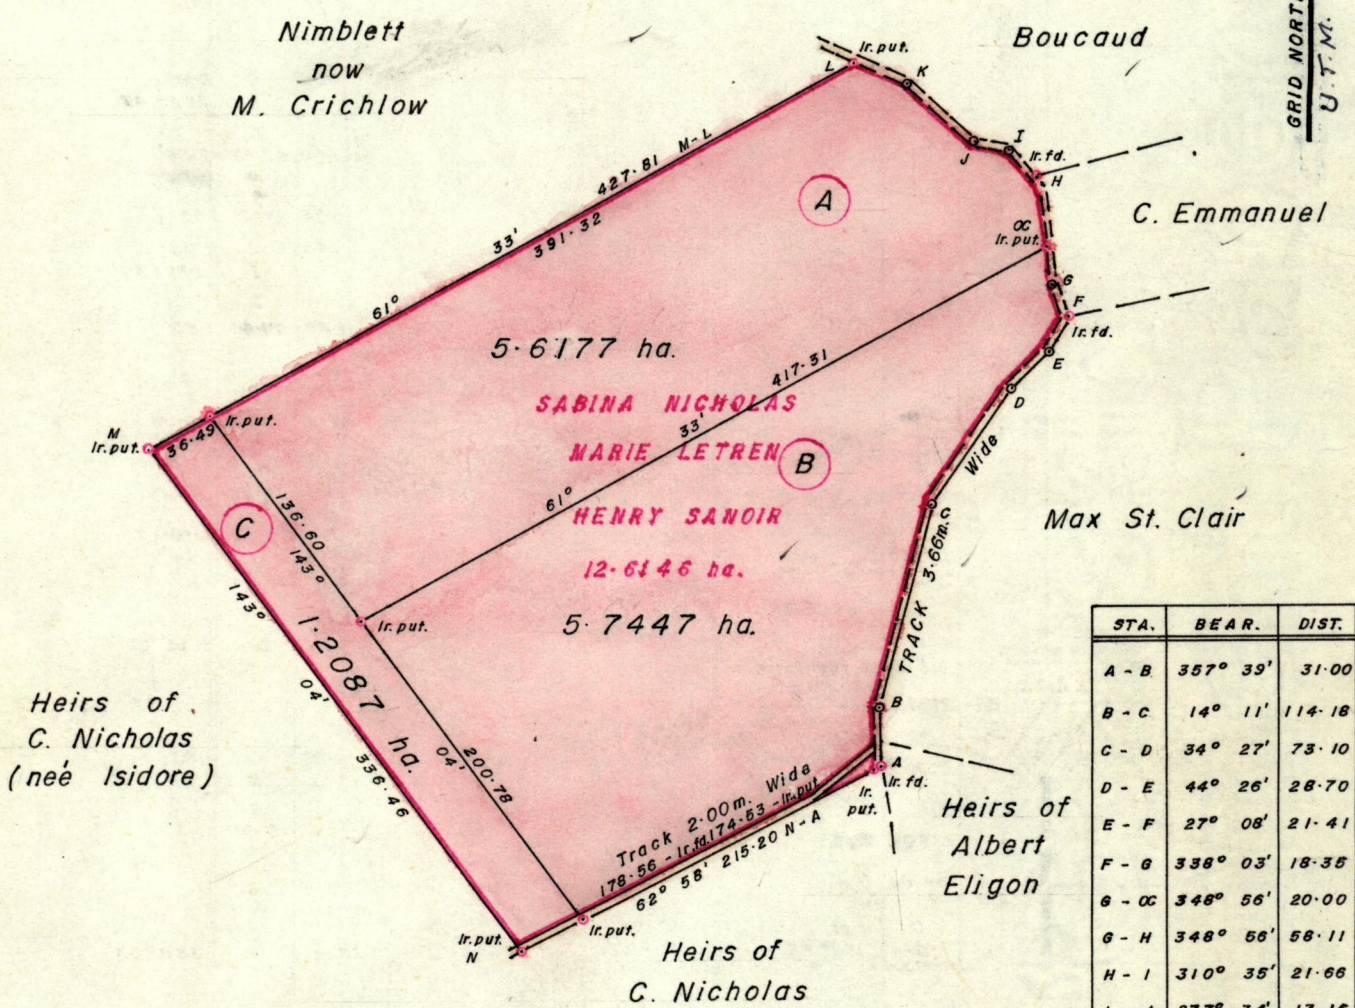 Nimblett
now
M. Crichlow
Boucaud
GRID NORT
U.T.M.
Ir. put.
L
K
J
I
Ir. fd.
H
C. Emmanuel
OC
Ir. put.
G
F
Ir. fd.
E
D
427·81 M-L
391·32
33'
61°
A
5·6177 ha.
SABINA NICHOLAS
MARIE LETREN
HENRY SANOIR
12·6146 ha.
417·31
33'
61°
B
5·7447 ha.
M
Ir. put.
36·49
Ir. put.
C
136·60
143°
143°
Ir. put.
1·2087 ha.
04'
04'
336·46
200·78
Wide
C
3·66m.
TRACK
Max St. Clair
B
A
Ir. fd.
Ir. put.
Heirs of
C. Nicholas
(neé Isidore)
Track 2·00m. Wide
178·56 - Ir. fd. 174·53 - Ir. put
62° 58' 215·20 N-A
Ir. put.
N
Ir. put.
Heirs of
C. Nicholas
Heirs of
Albert
Eligon
STA. BEAR. DIST.
A - B 357° 39' 31·00
B - C 14° 11' 114·18
C - D 34° 27' 73·10
D - E 44° 26' 28·70
E - F 27° 08' 21·41
F - G 338° 03' 18·35
G - OC 348° 56' 20·00
G - H 348° 56' 58·11
H - I 310° 35' 21·66